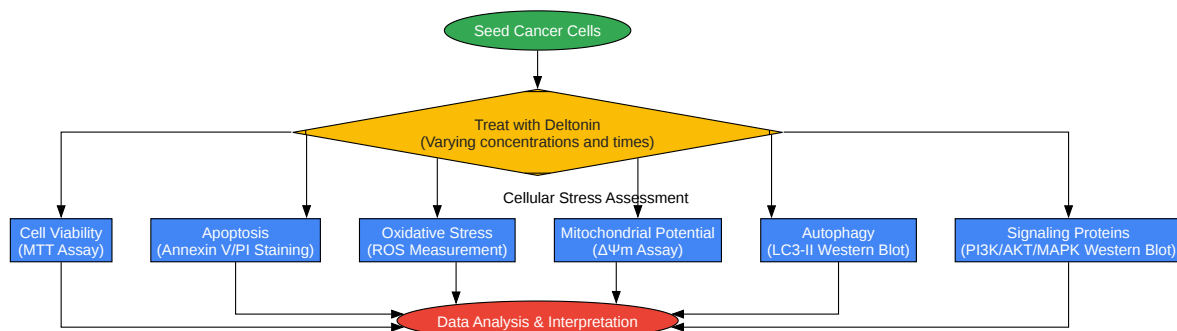 Seed Cancer Cells
Treat with Deltonin
(Varying concentrations and times)
Cellular Stress Assessment
Cell Viability
(MTT Assay)
Apoptosis
(Annexin V/PI Staining)
Oxidative Stress
(ROS Measurement)
Mitochondrial Potential
(ΔΨm Assay)
Autophagy
(LC3-II Western Blot)
Signaling Proteins
(PI3K/AKT/MAPK Western Blot)
Data Analysis & Interpretation